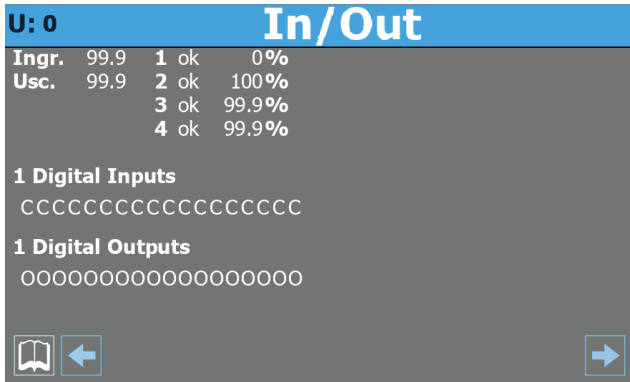 U: 0 In/Out
Ingr. 99.9 1 ok 0%
Usc. 99.9 2 ok 100%
3 ok 99.9%
4 ok 99.9%
1 Digital Inputs
CCCCCCCCCCCCCCCCCC
1 Digital Outputs
OOOOOOOOOOOOOOOOOO